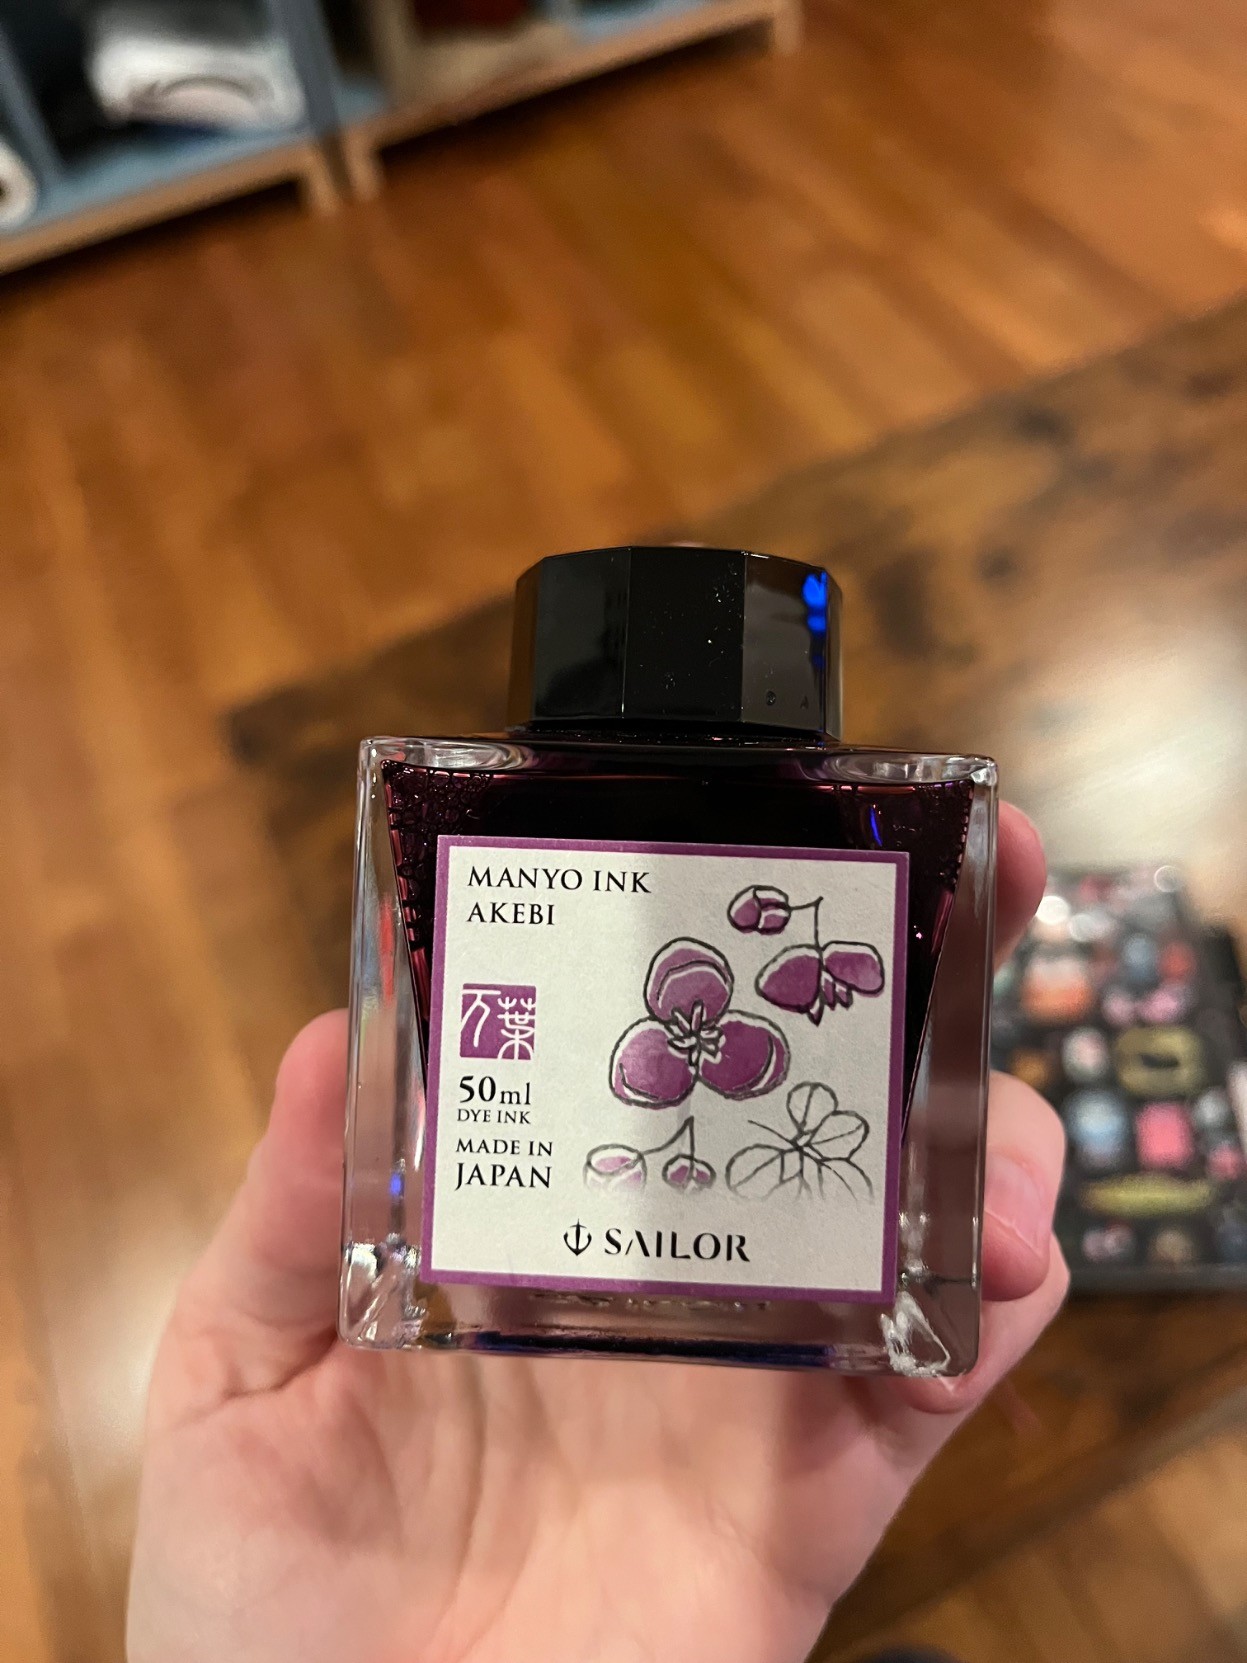 MANYO INK
AKEBI
万葉
50ml
DYE INK
MADE IN
JAPAN
SAILOR